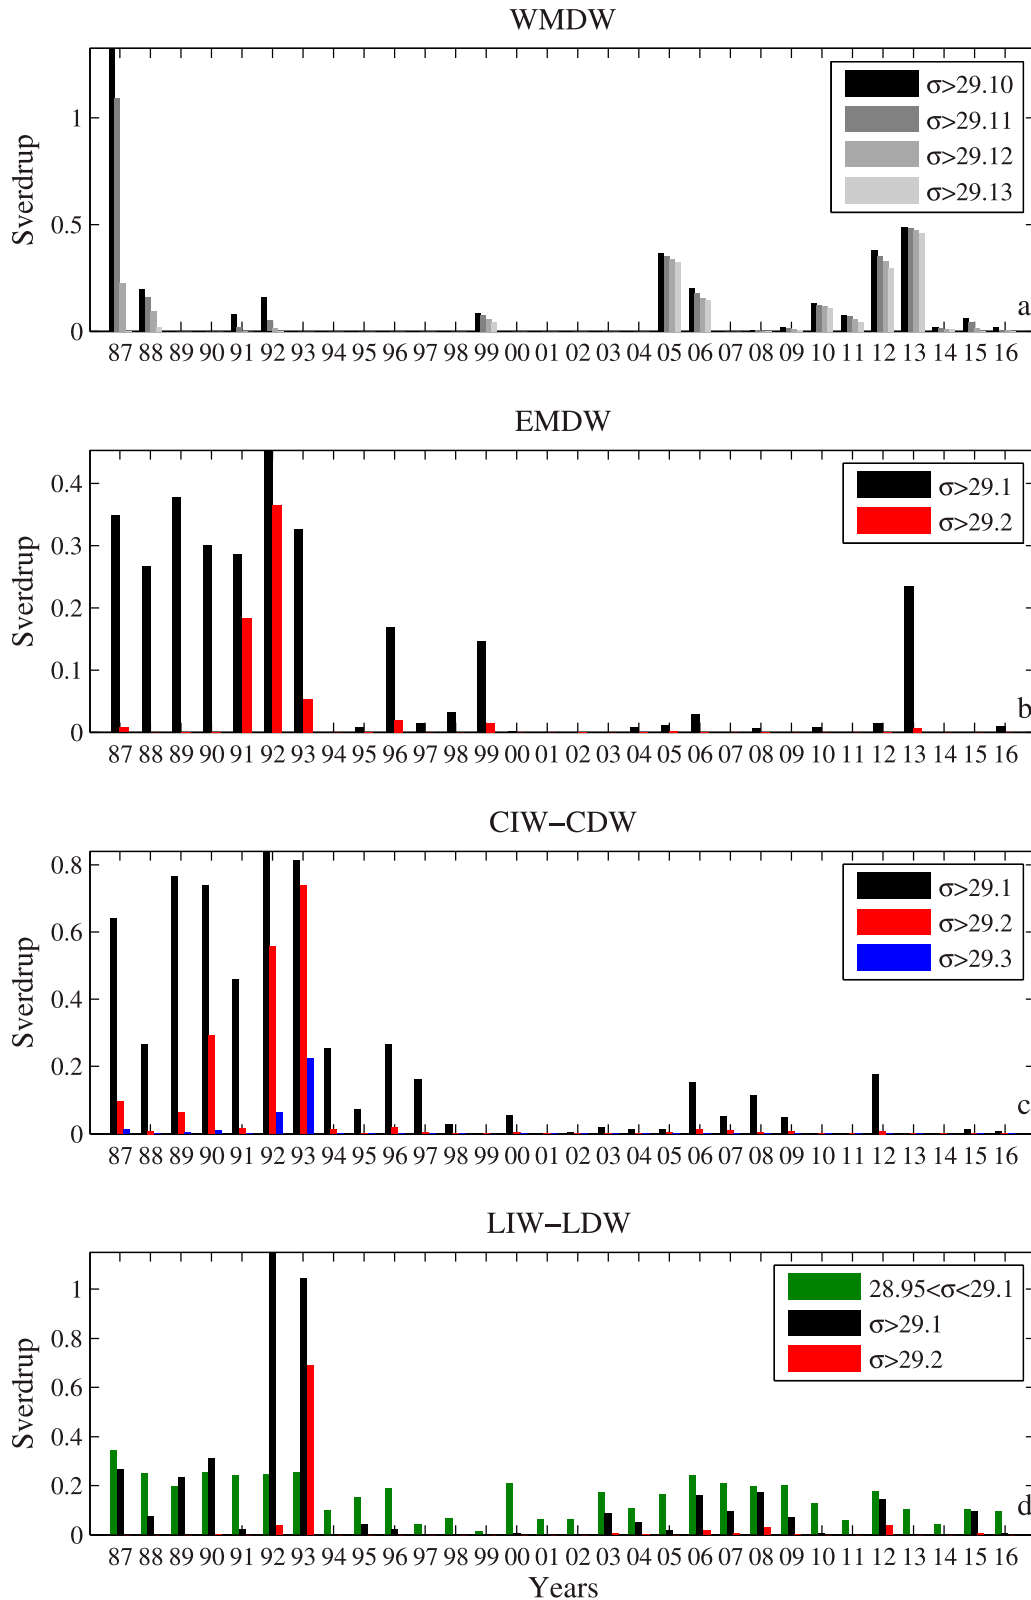 WMDW
σ>29.10
σ>29.11
σ>29.12
σ>29.13
1
0.5
0
Sverdrup
a
87 88 89 90 91 92 93 94 95 96 97 98 99 00 01 02 03 04 05 06 07 08 09 10 11 12 13 14 15 16
EMDW
σ>29.1
σ>29.2
0.4
0.3
0.2
0.1
0
Sverdrup
b
87 88 89 90 91 92 93 94 95 96 97 98 99 00 01 02 03 04 05 06 07 08 09 10 11 12 13 14 15 16
CIW−CDW
σ>29.1
σ>29.2
σ>29.3
0.8
0.6
0.4
0.2
0
Sverdrup
c
87 88 89 90 91 92 93 94 95 96 97 98 99 00 01 02 03 04 05 06 07 08 09 10 11 12 13 14 15 16
LIW−LDW
28.95<σ<29.1
σ>29.1
σ>29.2
1
0.8
0.6
0.4
0.2
0
Sverdrup
d
87 88 89 90 91 92 93 94 95 96 97 98 99 00 01 02 03 04 05 06 07 08 09 10 11 12 13 14 15 16
Years